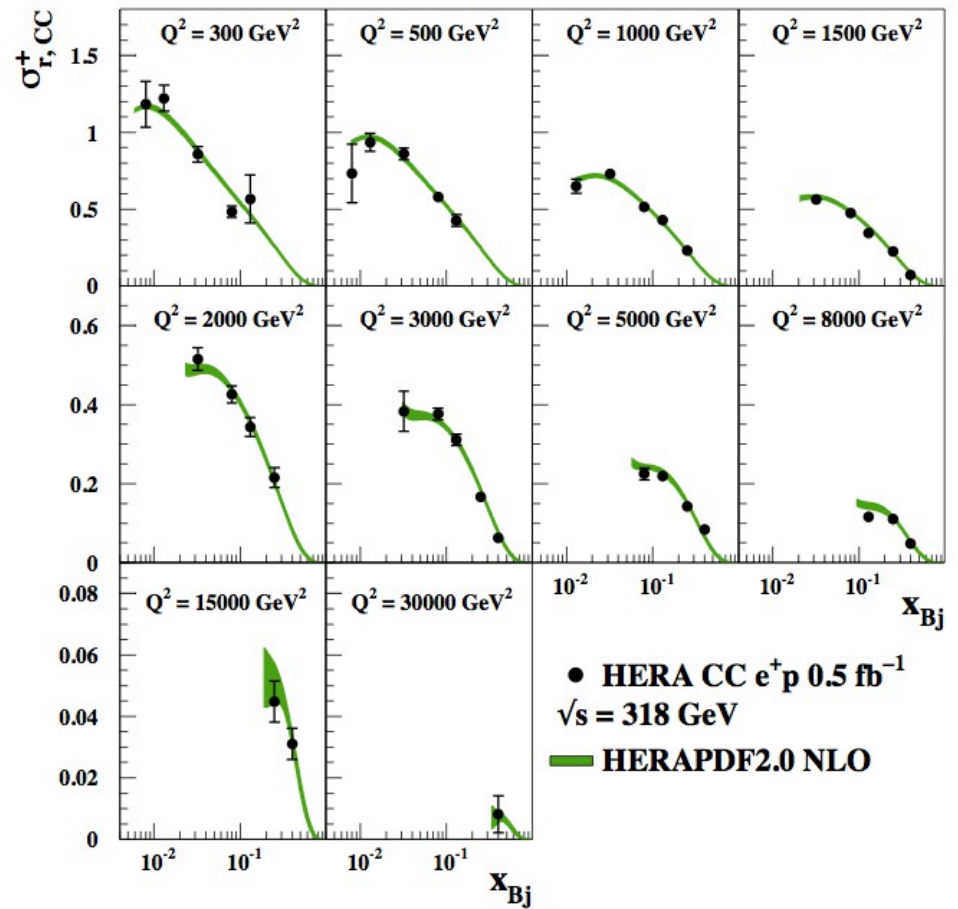 σ⁺r, CC
Q² = 300 GeV²
Q² = 500 GeV²
Q² = 1000 GeV²
Q² = 1500 GeV²
1.5
1
0.5
0
Q² = 2000 GeV²
Q² = 3000 GeV²
Q² = 5000 GeV²
Q² = 8000 GeV²
0.6
0.4
0.2
0
10⁻² 10⁻¹ 10⁻² 10⁻¹
xBj
Q² = 15000 GeV²
Q² = 30000 GeV²
0.08
0.06
0.04
0.02
0
10⁻² 10⁻¹ 10⁻² 10⁻¹
xBj
HERA CC e⁺p 0.5 fb⁻¹
√s = 318 GeV
HERAPDF2.0 NLO